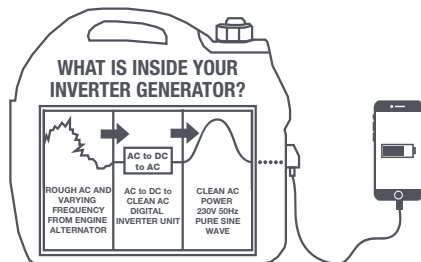 WHAT IS INSIDE YOUR
INVERTER GENERATOR?
AC to DC
to AC
ROUGH AC AND
VARYING
FREQUENCY
FROM ENGINE
ALTERNATOR
AC to DC to
CLEAN AC
DIGITAL
INVERTER UNIT
CLEAN AC
POWER
230V 50Hz
PURE SINE
WAVE